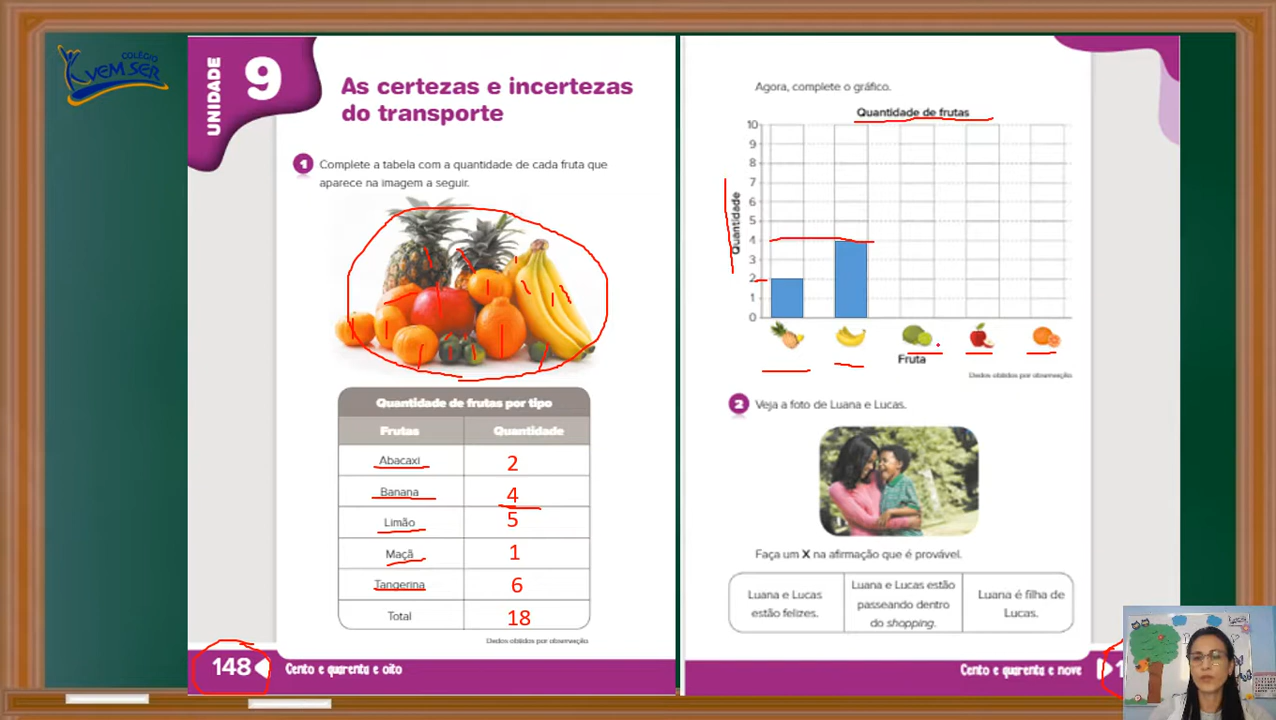 COLÉGIO
VEM SER
UNIDADE
9
As certezas e incertezas
do transporte
1 Complete a tabela com a quantidade de cada fruta que
aparece na imagem a seguir.
Quantidade de frutas por tipo
Frutas Quantidade
Abacaxi 2
Banana 4
Limão 5
Maçã 1
Tangerina 6
Total 18
Dados obtidos por observação
148 Cento e quarenta e oito
Agora, complete o gráfico.
Quantidade de frutas
Quantidade
10
9
8
7
6
5
4
3
2
1
0
Fruta
Dados obtidos por observação.
2 Veja a foto de Luana e Lucas.
Faça um X na afirmação que é provável.
Luana e Lucas
estão felizes.
Luana e Lucas estão
passeando dentro
do shopping.
Luana é filha de
Lucas.
Cento e quarenta e nove